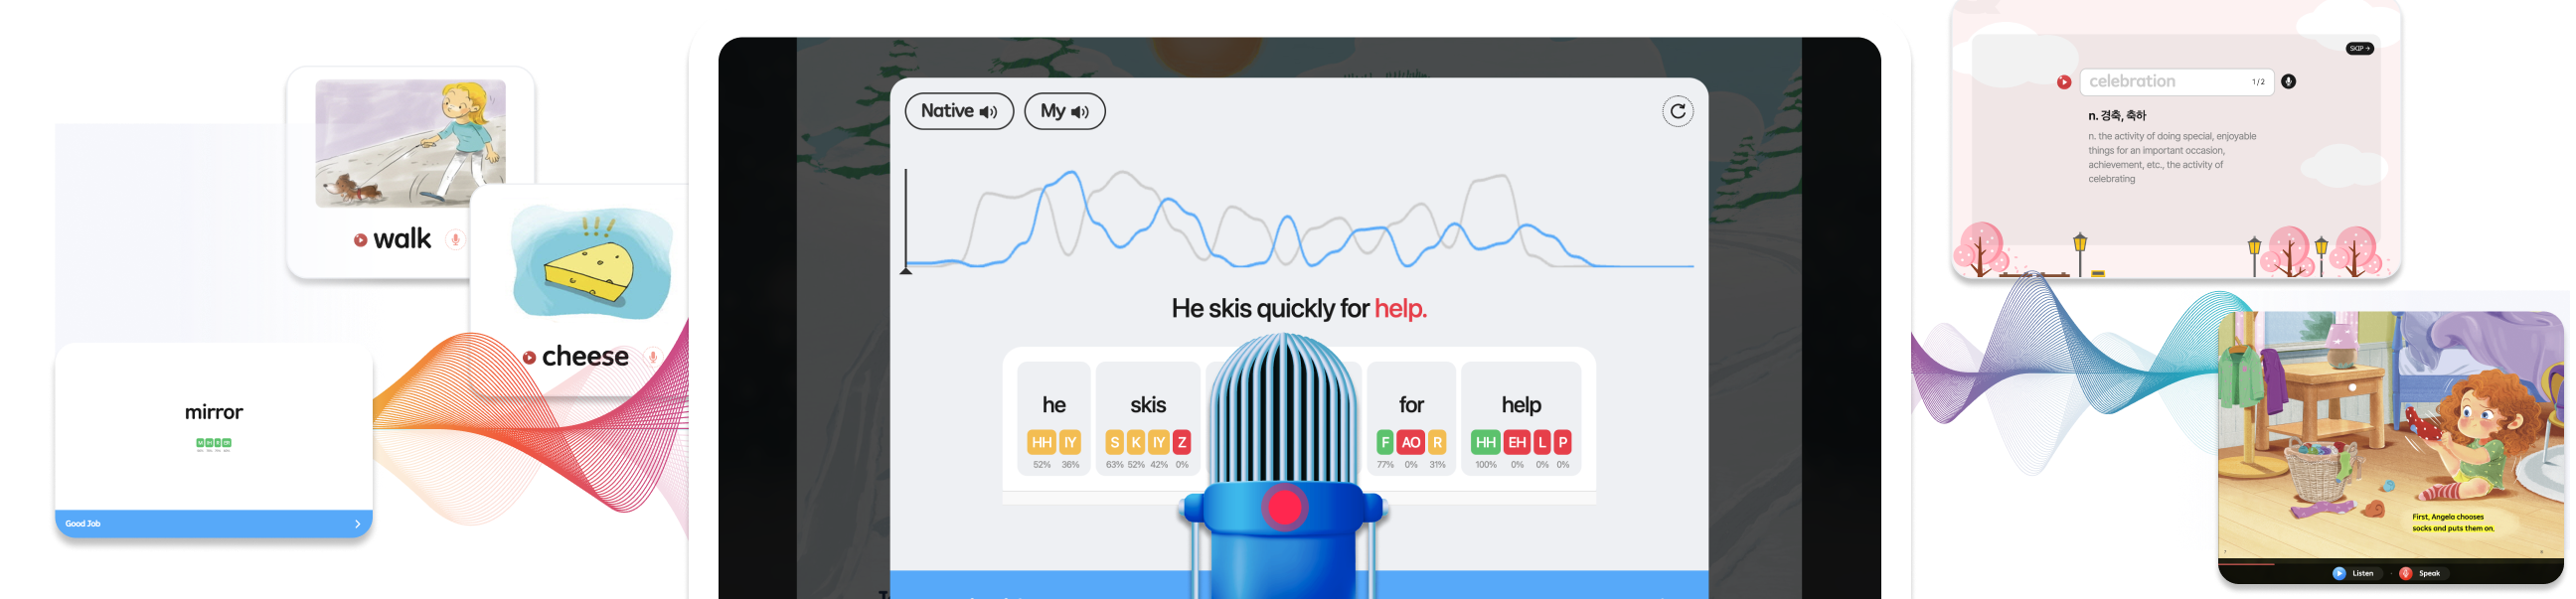 walk
cheese
mirror
Good Job
Native
My
He skis quickly for help.
he
skis
for
help
HH IY
S K IY Z
F AO R
HH EH L P
52% 36%
63% 52% 42% 0%
77% 0% 31%
100% 0% 0% 0%
SKIP →
celebration
1/2
n. 경축, 축하
n. the activity of doing special, enjoyable
things for an important occasion,
achievement, etc., the activity of
celebrating
First, Angela chooses
socks and puts them on.
Listen
Speak